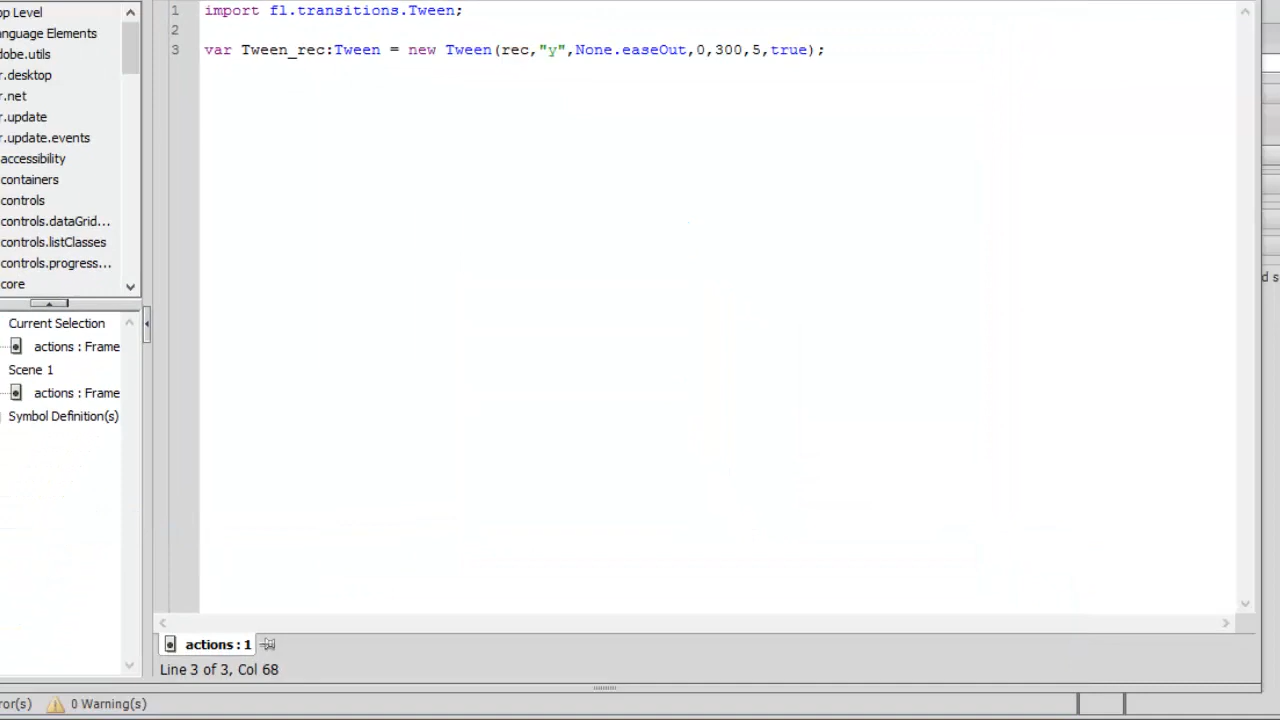 op Level
anguage Elements
dobe.utils
r.desktop
r.net
r.update
r.update.events
accessibility
containers
controls
controls.dataGrid...
controls.listClasses
controls.progress...
core
Current Selection
actions : Frame
Scene 1
actions : Frame
Symbol Definition(s)
1 import fl.transitions.Tween;
2
3 var Tween_rec:Tween = new Tween(rec,"y",None.easeOut,0,300,5,true);
d s
actions : 1
Line 3 of 3, Col 68
ror(s) 0 Warning(s)